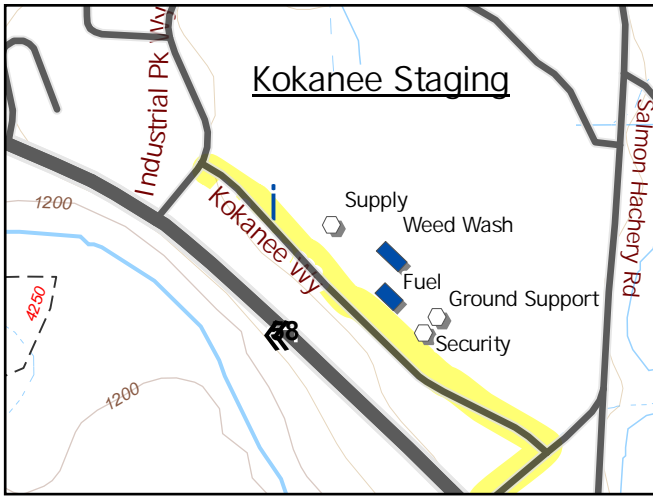 Kokanee Staging
Industrial Pk Wy
Salmon Hachery Rd
i
Supply
Weed Wash
Kokanee Wy
1200
Fuel
Ground Support
4250
Security
58
1200